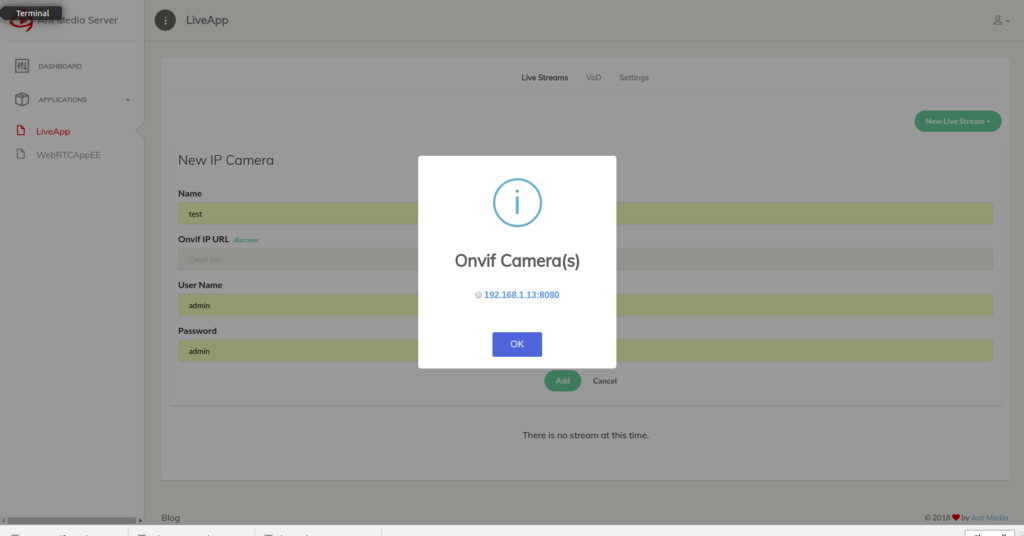 Terminal
Ant Media Server
LiveApp
DASHBOARD
APPLICATIONS
LiveApp
WebRTCAppEE
Live Streams VoD Settings
New Live Stream
New IP Camera
Name
test
Onvif IP URL discover
Onvif Url
User Name
admin
Password
admin
Add Cancel
There is no stream at this time.
i
Onvif Camera(s)
192.168.1.13:8080
OK
Blog
© 2018 by Ant Media